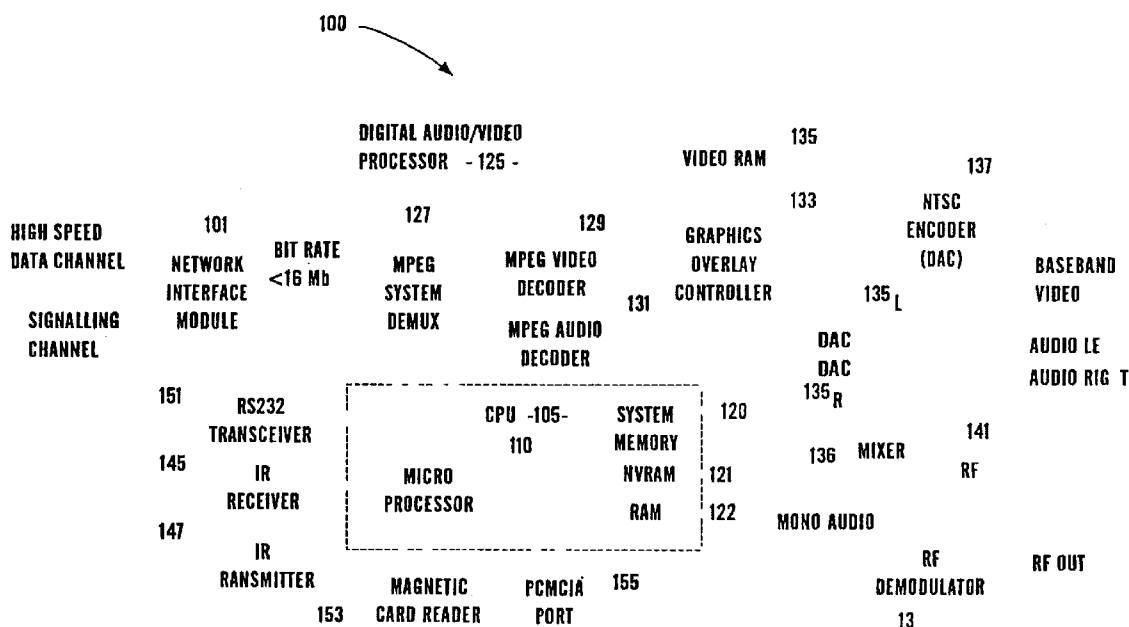 100
DIGITAL AUDIO/VIDEO
PROCESSOR - 125 -
135
VIDEO RAM
137
HIGH SPEED
DATA CHANNEL
101
NETWORK
INTERFACE
MODULE
BIT RATE
<16 Mb
127
MPEG
SYSTEM
DEMUX
129
MPEG VIDEO
DECODER
133
GRAPHICS
OVERLAY
CONTROLLER
NTSC
ENCODER
(DAC)
BASEBAND
VIDEO
SIGNALLING
CHANNEL
131
MPEG AUDIO
DECODER
135L
DAC
DAC
135R
AUDIO LE
AUDIO RIG T
151
RS232
TRANSCEIVER
CPU -105-
110
SYSTEM
MEMORY
120
145
IR
RECEIVER
MICRO
PROCESSOR
NVRAM
121
RAM
122
136
MIXER
141
RF
MONO AUDIO
147
IR
RANSMITTER
153
MAGNETIC
CARD READER
PCMCIA
PORT
155
RF
DEMODULATOR
13
RF OUT